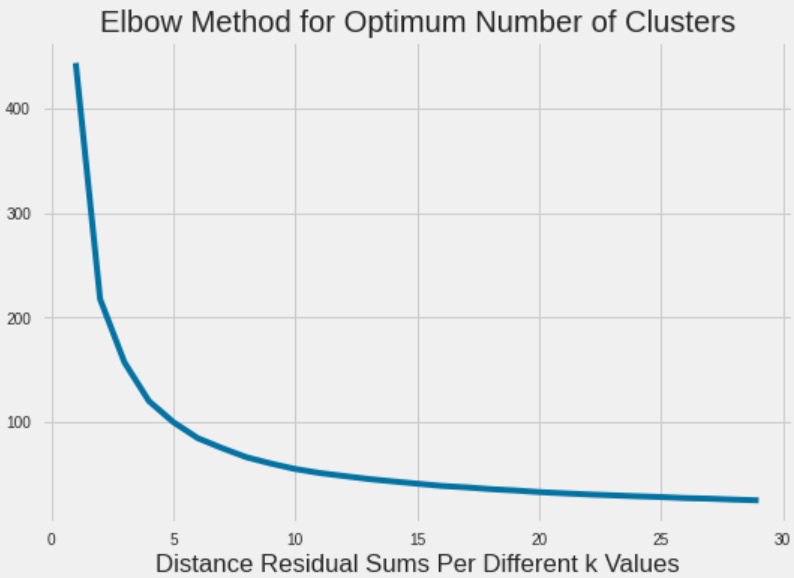 Elbow Method for Optimum Number of Clusters
400
300
200
100
0 5 10 15 20 25 30
Distance Residual Sums Per Different k Values